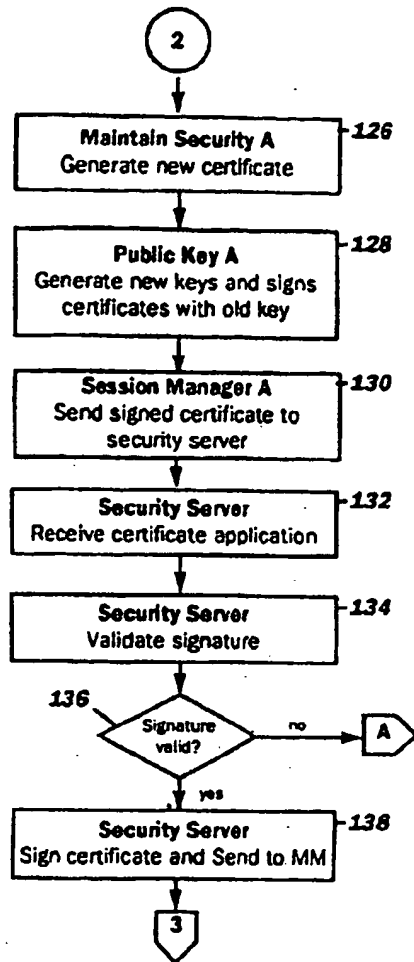 2
Maintain Security A
126
Generate new certificate
Public Key A
128
Generate new keys and signs
certificates with old key
Session Manager A
130
Send signed certificate to
security server
Security Server
132
Receive certificate application
Security Server
134
Validate signature
136
Signature
valid?
no
A
yes
Security Server
138
Sign certificate and Send to MM
3